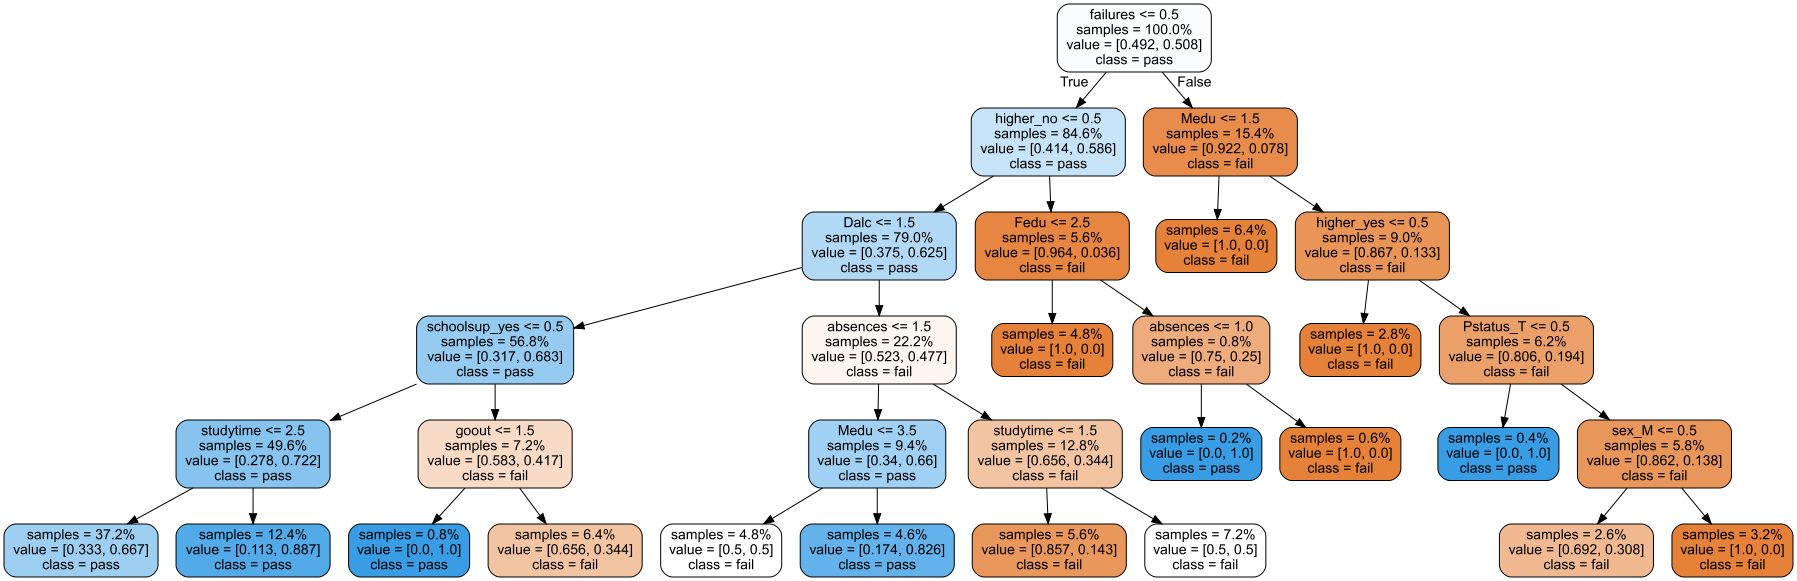 failures <= 0.5
samples = 100.0%
value = [0.492, 0.508]
class = pass
True
False
higher_no <= 0.5
samples = 84.6%
value = [0.414, 0.586]
class = pass
Medu <= 1.5
samples = 15.4%
value = [0.922, 0.078]
class = fail
Dalc <= 1.5
samples = 79.0%
value = [0.375, 0.625]
class = pass
Fedu <= 2.5
samples = 5.6%
value = [0.964, 0.036]
class = fail
samples = 6.4%
value = [1.0, 0.0]
class = fail
higher_yes <= 0.5
samples = 9.0%
value = [0.867, 0.133]
class = fail
schoolsup_yes <= 0.5
samples = 56.8%
value = [0.317, 0.683]
class = pass
absences <= 1.5
samples = 22.2%
value = [0.523, 0.477]
class = fail
samples = 4.8%
value = [1.0, 0.0]
class = fail
absences <= 1.0
samples = 0.8%
value = [0.75, 0.25]
class = fail
samples = 2.8%
value = [1.0, 0.0]
class = fail
Pstatus_T <= 0.5
samples = 6.2%
value = [0.806, 0.194]
class = fail
studytime <= 2.5
samples = 49.6%
value = [0.278, 0.722]
class = pass
goout <= 1.5
samples = 7.2%
value = [0.583, 0.417]
class = fail
Medu <= 3.5
samples = 9.4%
value = [0.34, 0.66]
class = pass
studytime <= 1.5
samples = 12.8%
value = [0.656, 0.344]
class = fail
samples = 0.2%
value = [0.0, 1.0]
class = pass
samples = 0.6%
value = [1.0, 0.0]
class = fail
samples = 0.4%
value = [0.0, 1.0]
class = pass
sex_M <= 0.5
samples = 5.8%
value = [0.862, 0.138]
class = fail
samples = 37.2%
value = [0.333, 0.667]
class = pass
samples = 12.4%
value = [0.113, 0.887]
class = pass
samples = 0.8%
value = [0.0, 1.0]
class = pass
samples = 6.4%
value = [0.656, 0.344]
class = fail
samples = 4.8%
value = [0.5, 0.5]
class = fail
samples = 4.6%
value = [0.174, 0.826]
class = pass
samples = 5.6%
value = [0.857, 0.143]
class = fail
samples = 7.2%
value = [0.5, 0.5]
class = fail
samples = 2.6%
value = [0.692, 0.308]
class = fail
samples = 3.2%
value = [1.0, 0.0]
class = fail